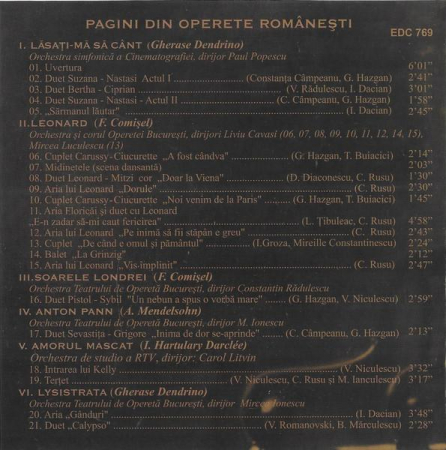 PAGINI DIN OPERETE ROMÂNEŞTI
EDC 769
I. LĂSAŢI-MĂ SĂ CÂNT (Gherase Dendrino)
Orchestra simfonică a Cinematografiei, dirijor Paul Popescu
01. Uvertura 6'01"
02. Duet Suzana - Nastasi Actul I (Constanţa Câmpeanu, G. Hazgan) 2'41"
03. Duet Bertha - Ciprian (V. Rădulescu, I. Dacian) 3'01"
04. Duet Suzana - Nastasi Actul II (C. Câmpeanu, G. Hazgan) 1'58"
05. „Sărmanul lăutar" (I. Dacian) 2'45"
II.LEONARD (F. Comişel)
Orchestra şi corul Operetei Bucureşti, dirijori Liviu Cavasi (06, 07, 08, 09, 10, 11, 12, 14, 15),
Mircea Luculescu (13)
06. Cuplet Carussy-Ciucurette „A fost cândva" (G. Hazgan, T. Buiacici) 2'14"
07. Midinetele (scena dansantă) 2'03"
08. Duet Leonard - Mitzi cor „Doar la Viena" (D. Diaconescu, C. Rusu) 1'30"
09. Aria lui Leonard „Dorule" (C. Rusu) 2'30"
10. Cuplet Carussy - Ciucurette „Noi venim de la Paris" (G. Hazgan, T. Buiacici) 1'45"
11. Aria Floricăi şi duet cu Leonard
„E-n zadar să-mi caut fericirea" (L. Ţibuleac, C. Rusu) 4'58"
12. Aria lui Leonard „Pe inimă să fii stăpân e greu" (C. Rusu) 2'43"
13. Cuplet „De când e omul şi pământul" (I.Groza, Mireille Constantinescu) 2'24"
14. Balet "La Grinzig" 2'12"
15. Aria lui Leonard „Vis-împlinit" (C. Rusu) 2'47"
III.SOARELE LONDREI (F. Comişel)
Orchestra Teatrului de Operetă Bucureşti, dirijor Constantin Rădulescu
16. Duet Pistol - Sybil "Un nebun a spus o vorbă mare" (G. Hazgan, V. Niculescu) 2'59"
IV. ANTON PANN (A. Mendelsohn)
Orchestra Teatrului de Operetă Bucureşti, dirijor M. Ionescu
17. Duet Sevastiţa - Grigore „Inima de dor se-aprinde" (C. Câmpeanu, G. Hazgan) 2'13"
V. AMORUL MASCAT (I. Hartulary Darclée)
Orchestra de studio a RTV, dirijor: Carol Litvin
18. Intrarea lui Kelly (V. Niculescu) 3'32"
19. Terţet (V. Niculescu, C. Rusu şi M. Ianculescu) 3'17"
VI. LYSISTRATA (Gherase Dendrino)
Orchestra Teatrului de Operetă Bucureşti, dirijor Mircea Ionescu
20. Aria „Gânduri" (I. Dacian) 3'48"
21. Duet „Calypso" (V. Romanovski, B. Mărculescu) 2'28"